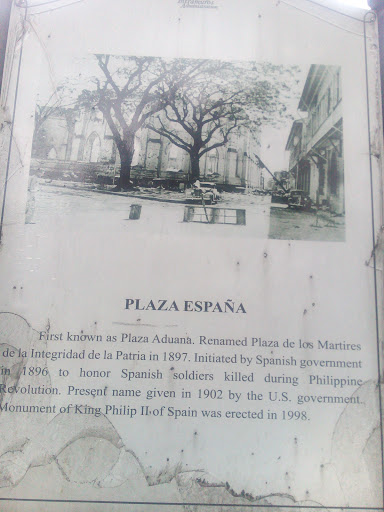 Intramuros
Administration
PLAZA ESPAÑA
First known as Plaza Aduana. Renamed Plaza de los Martires
de la Integridad de la Patria in 1897. Initiated by Spanish government
in 1896 to honor Spanish soldiers killed during Philippine
Revolution. Present name given in 1902 by the U.S. government.
Monument of King Philip II of Spain was erected in 1998.